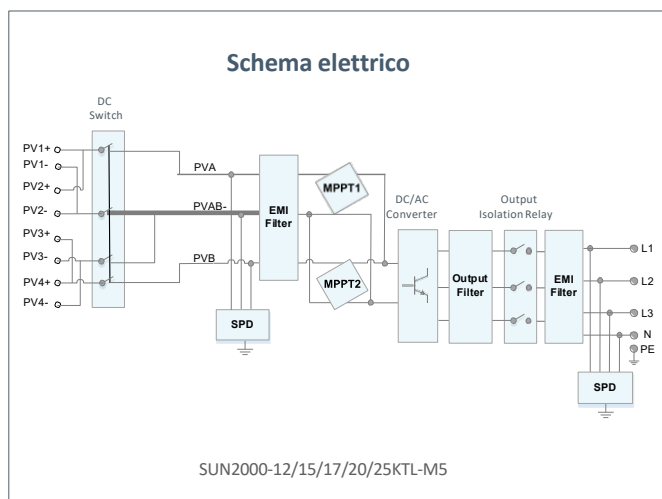 Schema elettrico
DC
Switch
PV1+
PV1-
PV2+
PV2-
PV3+
PV3-
PV4+
PV4-
PVA
PVAB-
PVB
EMI
Filter
SPD
MPPT1
MPPT2
DC/AC
Converter
Output
Filter
Output
Isolation Relay
EMI
Filter
L1
L2
L3
N
PE
SPD
SUN2000-12/15/17/20/25KTL-M5